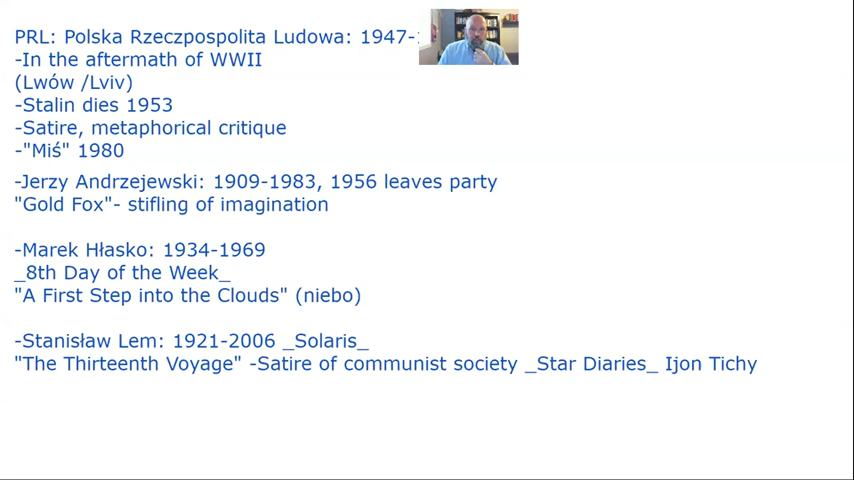 PRL: Polska Rzeczpospolita Ludowa: 1947-
-In the aftermath of WWII
(Lwów /Lviv)
-Stalin dies 1953
-Satire, metaphorical critique
-"Miś" 1980
-Jerzy Andrzejewski: 1909-1983, 1956 leaves party
"Gold Fox"- stifling of imagination
-Marek Hłasko: 1934-1969
_8th Day of the Week_
"A First Step into the Clouds" (niebo)
-Stanisław Lem: 1921-2006 _Solaris_
"The Thirteenth Voyage" -Satire of communist society _Star Diaries_ Ijon Tichy